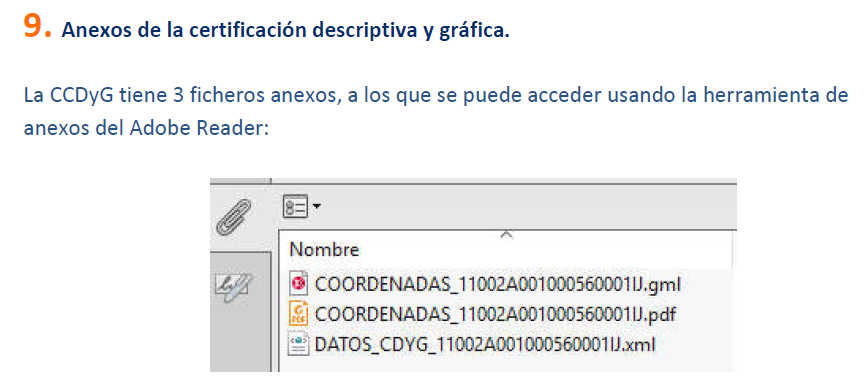 9. Anexos de la certificación descriptiva y gráfica.
La CCDyG tiene 3 ficheros anexos, a los que se puede acceder usando la herramienta de
anexos del Adobe Reader:
Nombre
COORDENADAS_11002A001000560001IJ.gml
COORDENADAS_11002A001000560001IJ.pdf
DATOS_CDYG_11002A001000560001IJ.xml